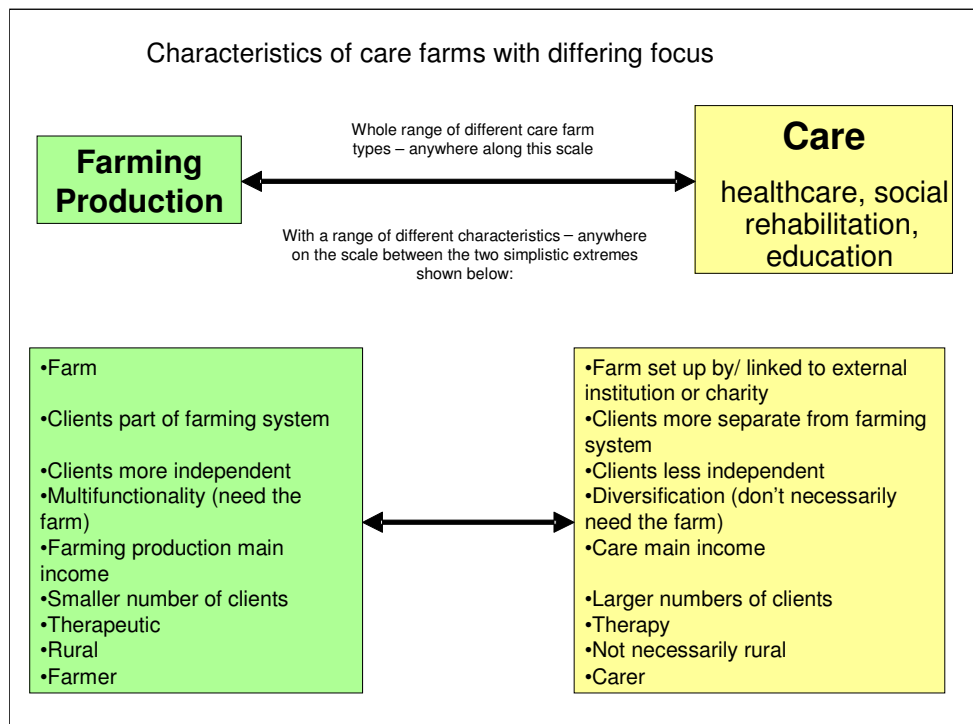 Characteristics of care farms with differing focus
Farming
Production
Whole range of different care farm
types – anywhere along this scale
With a range of different characteristics – anywhere
on the scale between the two simplistic extremes
shown below:
Care
healthcare, social
rehabilitation,
education
•Farm
•Clients part of farming system
•Clients more independent
•Multifunctionality (need the
farm)
•Farming production main
income
•Smaller number of clients
•Therapeutic
•Rural
•Farmer
•Farm set up by/ linked to external
institution or charity
•Clients more separate from farming
system
•Clients less independent
•Diversification (don't necessarily
need the farm)
•Care main income
•Larger numbers of clients
•Therapy
•Not necessarily rural
•Carer